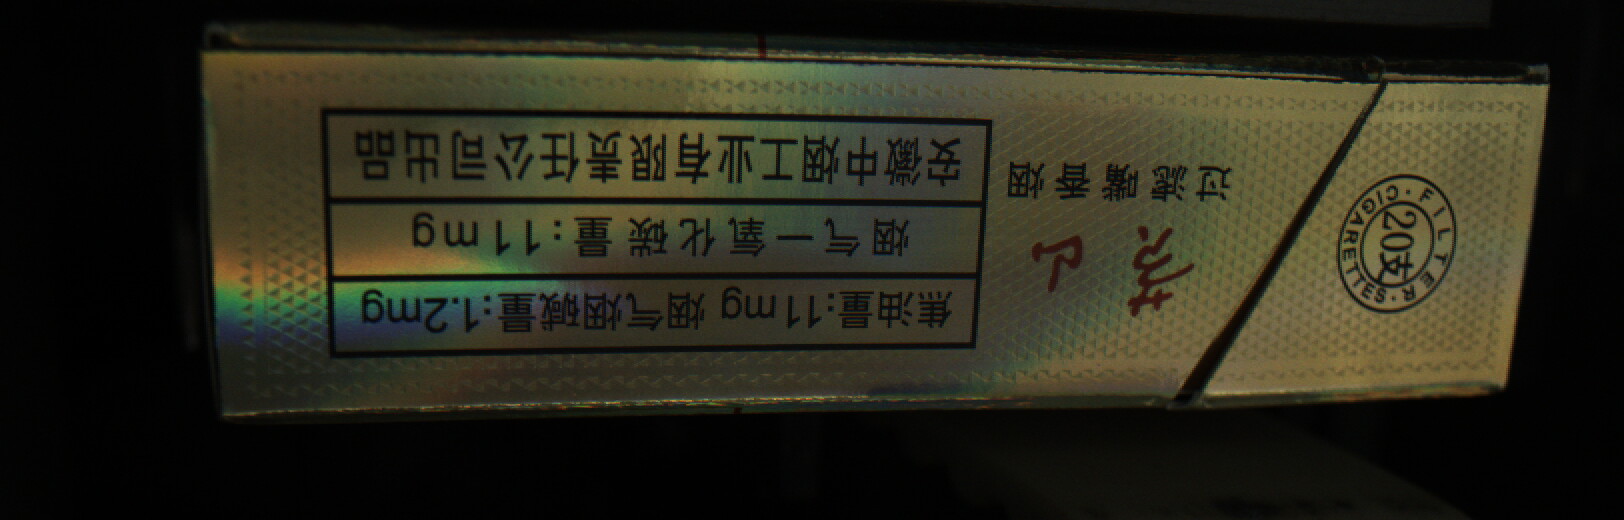 FILTER·CIGARETTES·
20支
过滤嘴香烟
焦油量:11mg 烟气烟碱量:1.2mg
烟气一氧化碳量:11mg
安徽中烟工业有限责任公司出品